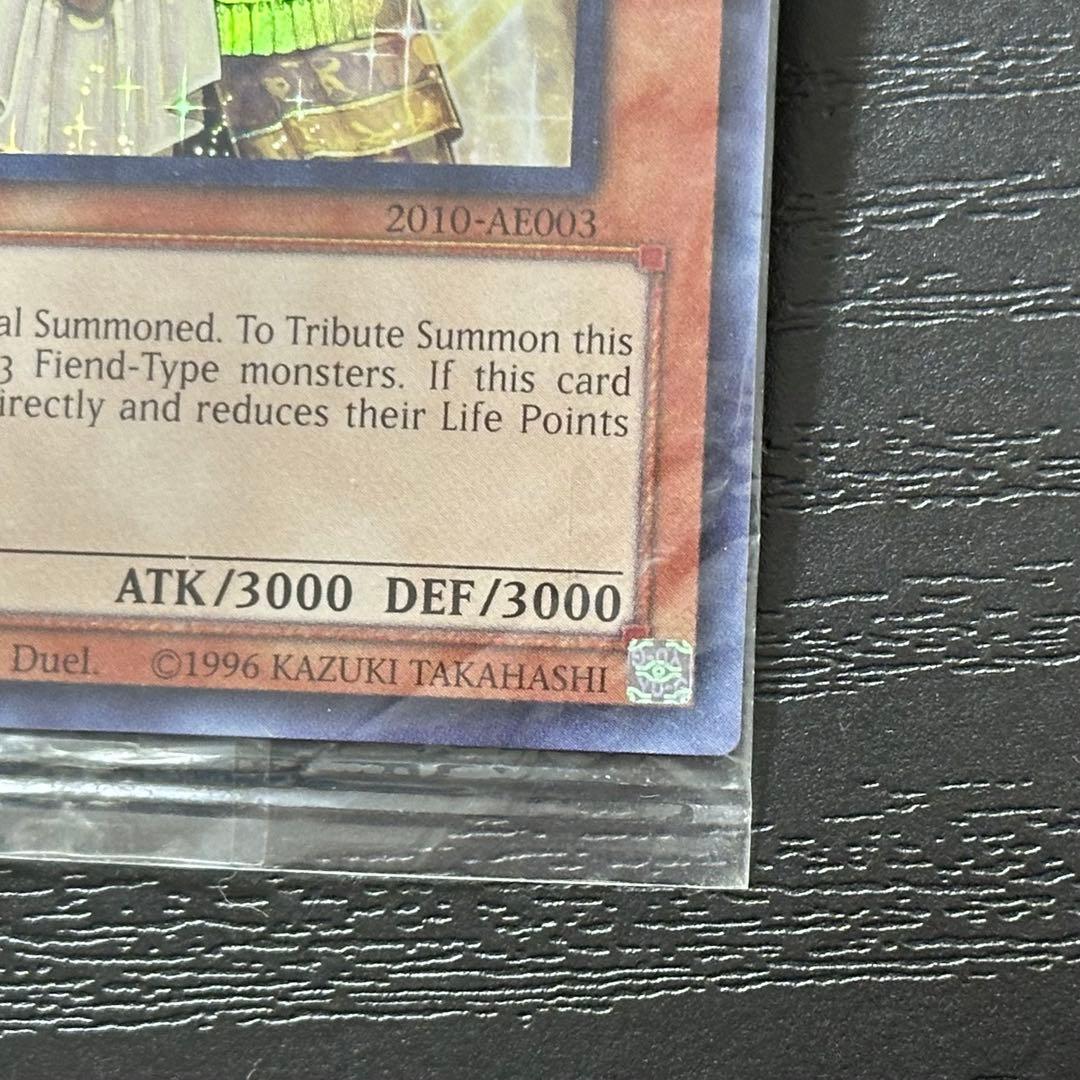 2010-AE003
al Summoned. To Tribute Summon this
3 Fiend-Type monsters. If this card
irectly and reduces their Life Points
ATK/3000 DEF/3000
Duel. ©1996 KAZUKI TAKAHASHI